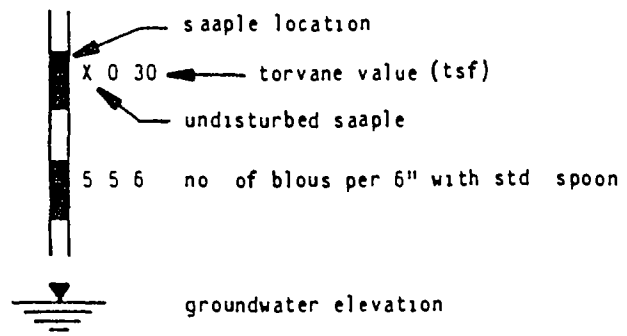 saaple location
X 0 30 torvane value (tsf)
undisturbed saaple
5 5 6 no of blous per 6" with std spoon
groundwater elevation